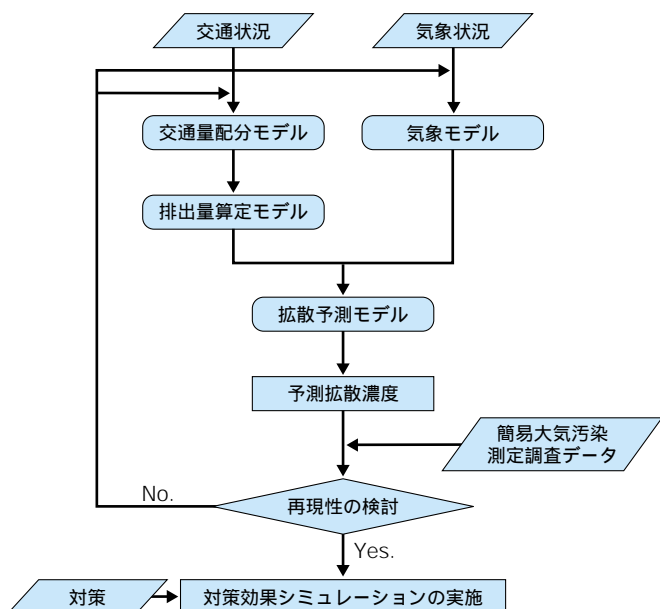 交通状況
気象状況
交通量配分モデル
気象モデル
排出量算定モデル
拡散予測モデル
予測拡散濃度
簡易大気汚染
測定調査データ
No.
再現性の検討
Yes.
対策
対策効果シミュレーションの実施